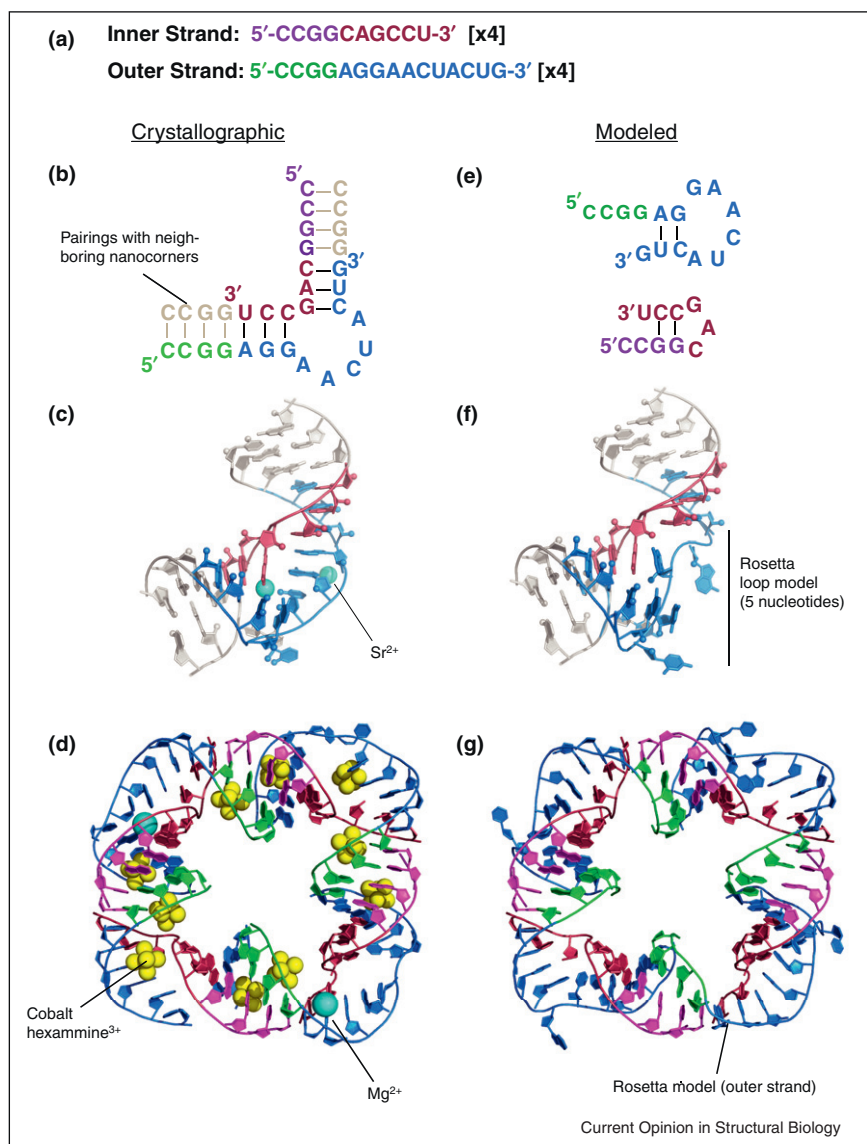 (a) Inner Strand: 5′-CCGGCAGCCU-3′ [x4]
Outer Strand: 5′-CCGGAGGAACUACUG-3′ [x4]
Crystallographic
Modeled
(b)
5′
C C
C C
G G
G G
C G 3′
A U
G C
A
U
C
A
A
Pairings with neigh-
boring nanocorners
3′
C C G G U C C
5′ C C G G A G G
(e)
5′ C C G G A G G A A C U
3′ G U C A
3′ U C C G A
5′ C C G G C
(c)
Sr2+
(f)
Rosetta
loop model
(5 nucleotides)
(d)
Cobalt
hexammine3+
Mg2+
(g)
Rosetta model (outer strand)
Current Opinion in Structural Biology